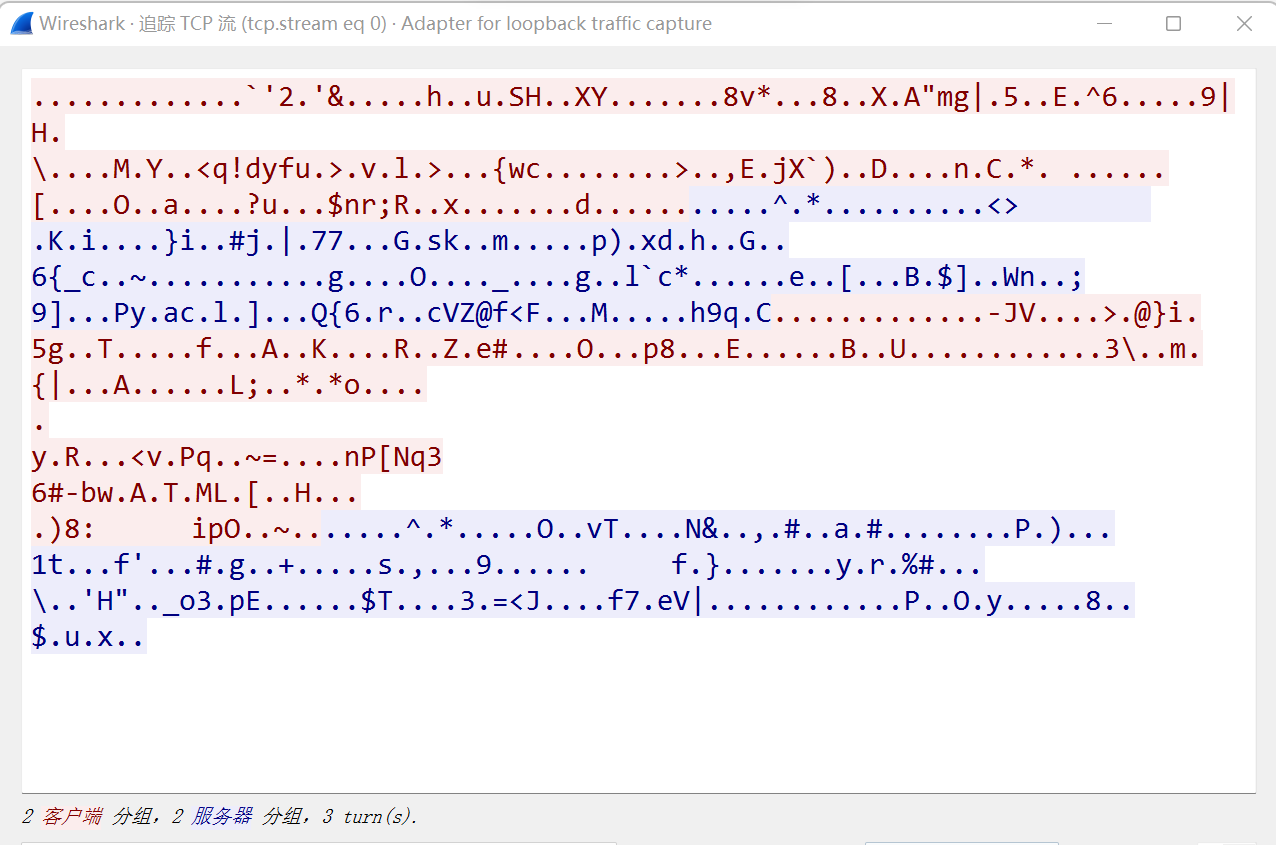 Wireshark · 追踪 TCP 流 (tcp.stream eq 0) · Adapter for loopback traffic capture
.............`'2.'&.....h..u.SH..XY.......8v*...8..X.A"mg|.5..E.^6.....9|
H.
\....M.Y..<q!dyfu.>.v.l.>...{wc........>..,E.jX`)..D....n.C.*. ......
[....O..a....?u...$nr;R..x.......d...........^.*..........<>
.K.i....}i..#j.|.77...G.sk..m.....p).xd.h..G..
6{_c..~...........g....O...._....g..l`c*......e..[...B.$]..Wn..;
9]...Py.ac.l.]...Q{6.r..cVZ@f<F...M.....h9q.C.............-JV....>.@}i.
5g..T.....f...A..K....R..Z.e#....O...p8...E......B..U............3\..m.
{|...A......L;..*.*o....
.
y.R...<v.Pq..~=....nP[Nq3
6#-bw.A.T.ML.[..H...
.)8:	ipO..~........^.*.....O..vT....N&..,.#..a.#........P.)...
1t...f'...#.g..+.....s.,...9......	f.}.......y.r.%#...
\..'H".._o3.pE......$T....3.=<J....f7.eV|............P..O.y.....8..
$.u.x..
2 客户端 分组，2 服务器 分组，3 turn(s).